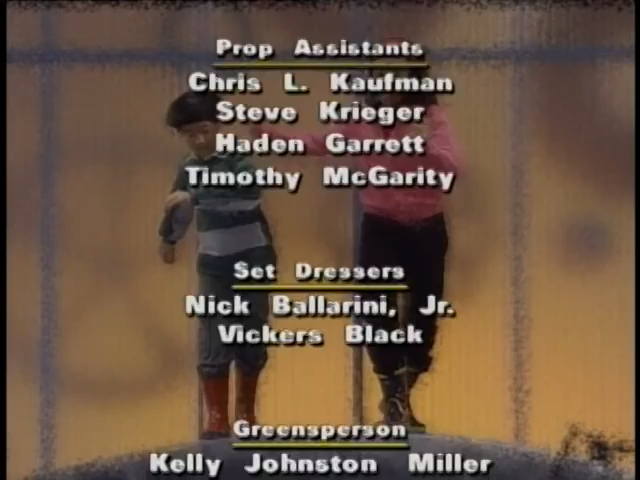 Prop Assistants
Chris L. Kaufman
Steve Krieger
Haden Garrett
Timothy McGarity
Set Dressers
Nick Ballarini, Jr.
Vickers Black
Greensperson
Kelly Johnston Miller